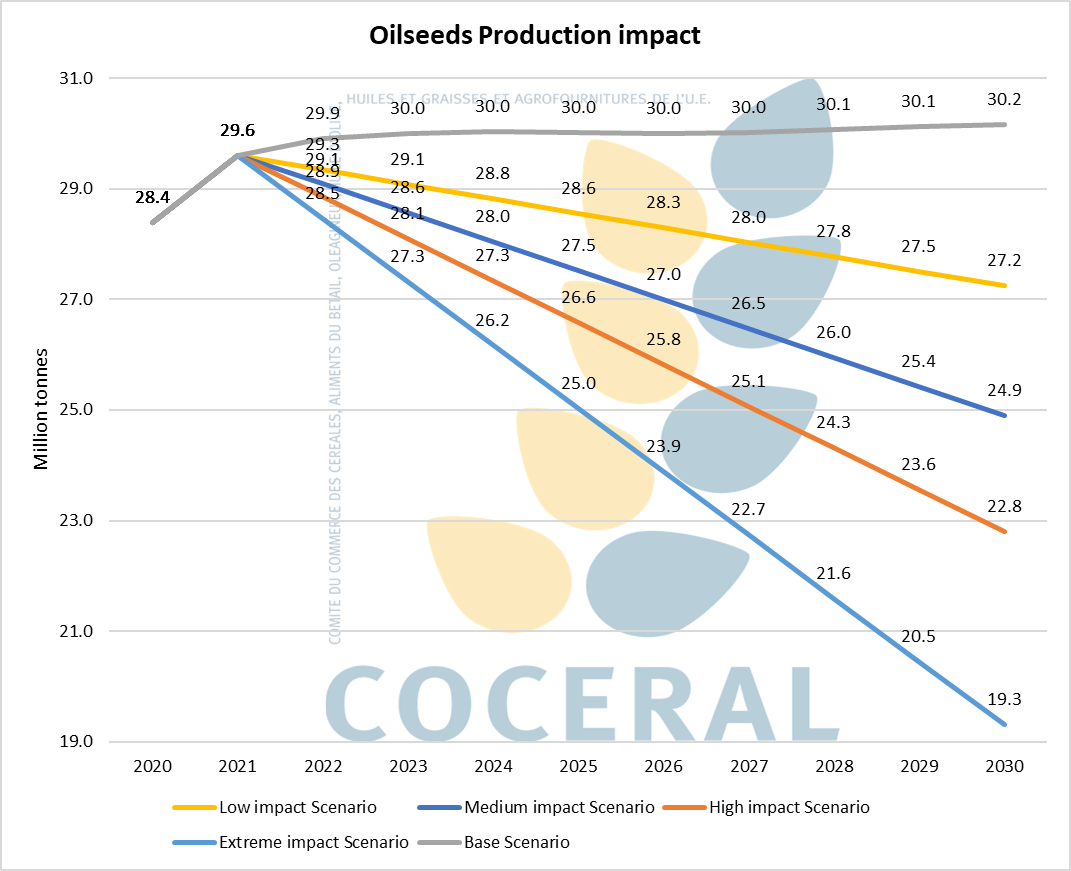 Oilseeds Production impact
HUILES ET GRAISSES ET AGROFOURNITURES DE L'U.E.
COMITE DU COMMERCE DES CEREALES, ALIMENTS DU BETAIL, OLEAGINEUX
Million tonnes
31.0
29.0
27.0
25.0
23.0
21.0
19.0
28.4
29.6
29.9 30.0 30.0 30.0 30.0 30.0 30.1 30.1 30.2
29.3 29.1 28.8 28.6 28.3 28.0 27.8 27.5 27.2
29.1 28.6 28.0 27.5 27.0 26.5 26.0 25.4 24.9
28.9 28.1 27.3 26.6 25.8 25.1 24.3 23.6 22.8
28.5 27.3 26.2 25.0 23.9 22.7 21.6 20.5 19.3
COCERAL
2020 2021 2022 2023 2024 2025 2026 2027 2028 2029 2030
Low impact Scenario Medium impact Scenario High impact Scenario
Extreme impact Scenario Base Scenario